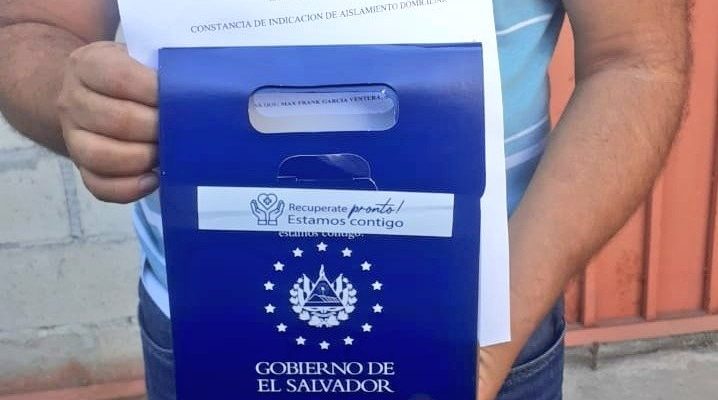 CONSTANCIA DE INDICACION DE AISLAMIENTO DOMICILIAR
MAX FRANK GARCIA VENTURA
Recuperate pronto!
Estamos contigo
estamos contigo.
GOBIERNO DE
EL SALVADOR